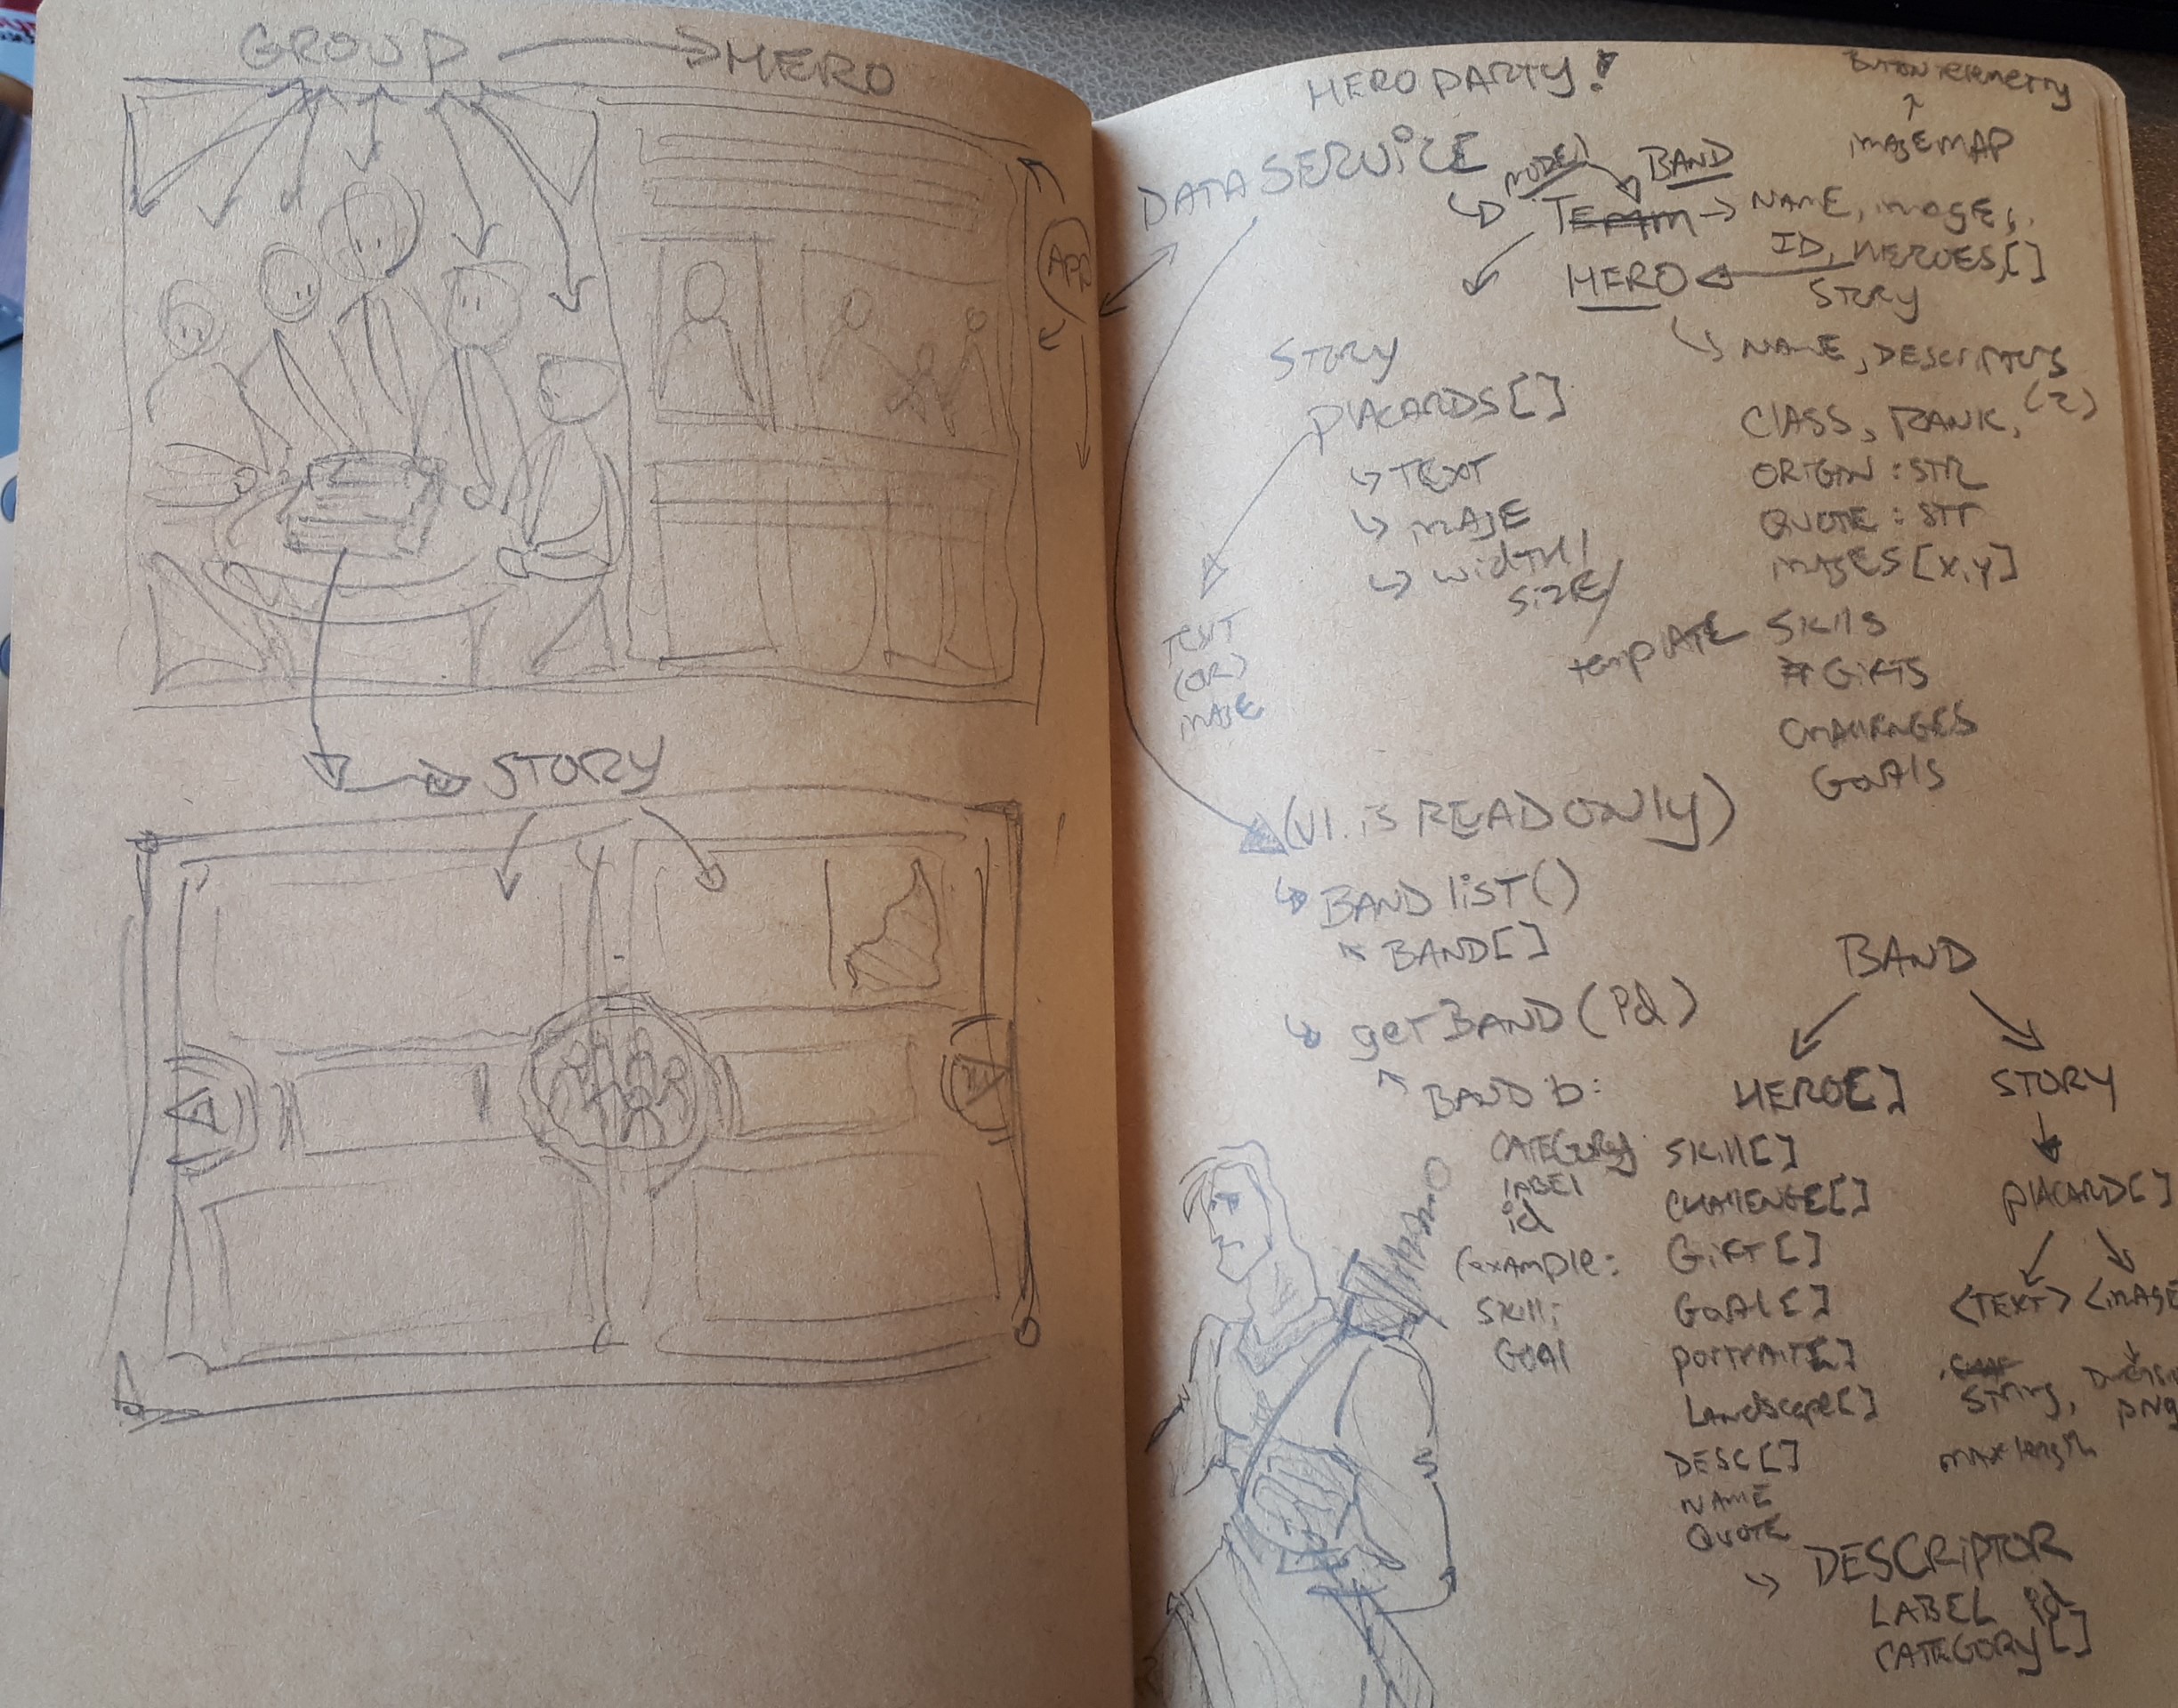 GROUP → HERO
APP
STORY
HERO PARTY!
BUTTON TELEMETRY
↑
IMAGE MAP
DATA SERVICE
MODEL
BAND
TEAM → NAME, IMAGE,
ID, HEROES[]
HERO
STORY
NAME, DESCRIPTORS
(2)
STORY
PLACARDS[]
↳ TEXT
↳ IMAGE
↳ width/
SIZE/
template
TEXT
(OR)
IMAGE
CLASS, RANK,
ORIGIN : STR
QUOTE : STR
IMAGES [X,Y]
SKILLS
GIFTS
CHALLENGES
GOALS
(V1. is READ ONLY)
↳ BAND LIST()
BAND[]
↳ getBAND(id)
BAND b:
CATEGORY
LABEL
id
(example:
SKILL:
GOAL
BAND
HERO[]
STORY
SKILL[]
CHALLENGE[]
GIFT[]
GOAL[]
PORTRAIT[]
LANDSCAPE[]
DESC[]
NAME
QUOTE
PLACARD[]
<TEXT> <IMAGE
String,
PNG
max length
↳ DESCRIPTOR
LABEL id
CATEGORY[]